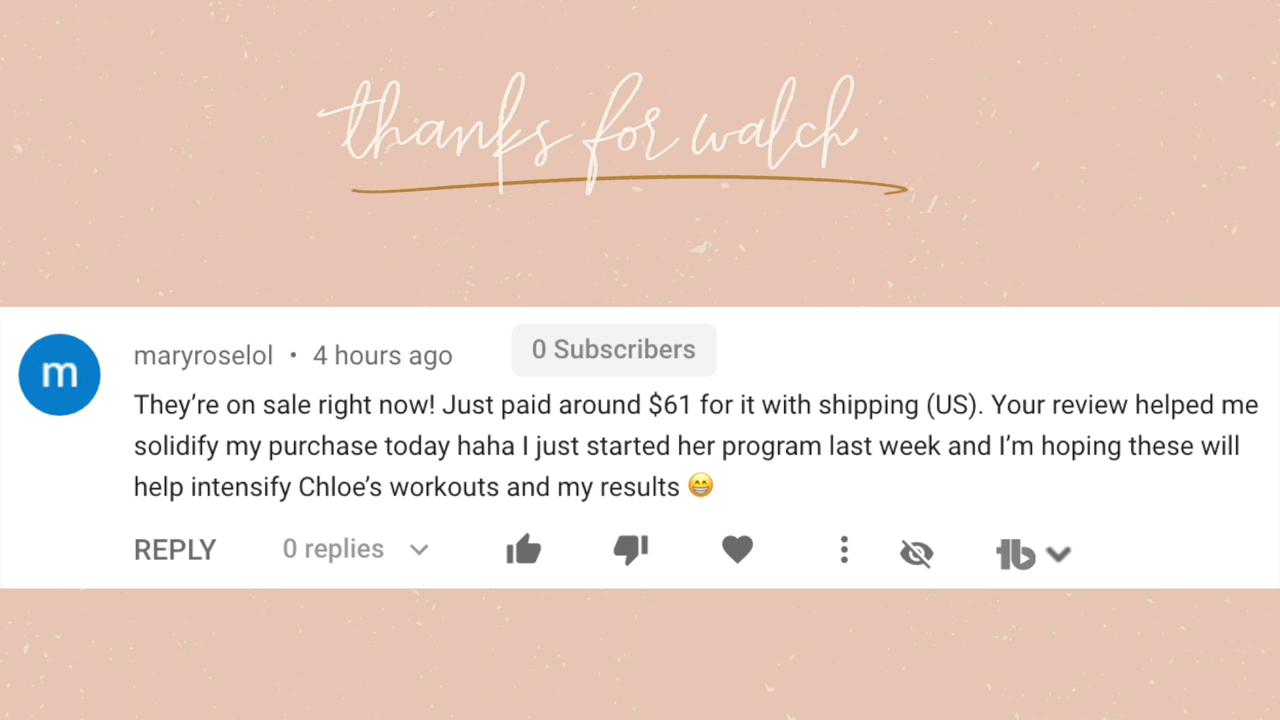 thanks for watch
maryroselol • 4 hours ago
0 Subscribers
They’re on sale right now! Just paid around $61 for it with shipping (US). Your review helped me
solidify my purchase today haha I just started her program last week and I’m hoping these will
help intensify Chloe’s workouts and my results 😁
REPLY 0 replies
m
tb